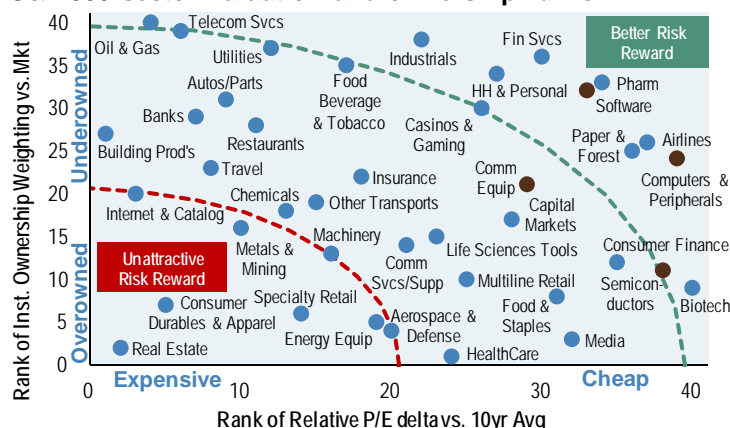 40
35
30
25
20
15
10
5
0
Rank of Inst. Ownership Weighting vs. Mkt
Underowned
Overowned
Better Risk
Reward
Unattractive
Risk Reward
Oil & Gas
Telecom Svcs
Utilities
Industrials
Fin Svcs
Autos/Parts
Food
Beverage
& Tobacco
HH & Personal
Pharm
Software
Banks
Restaurants
Casinos &
Gaming
Paper &
Forest
Airlines
Building Prod's
Travel
Insurance
Comm
Equip
Computers &
Peripherals
Internet & Catalog
Chemicals
Other Transports
Capital
Markets
Metals &
Mining
Machinery
Comm
Svcs/Supp
Life Sciences Tools
Consumer Finance
Multiline Retail
Semicon-
ductors
Biotech
Consumer
Durables & Apparel
Specialty Retail
Food &
Staples
Energy Equip
Aerospace &
Defense
Real Estate
HealthCare
Media
Expensive
Cheap
0
10
20
30
40
Rank of Relative P/E delta vs. 10yr Avg